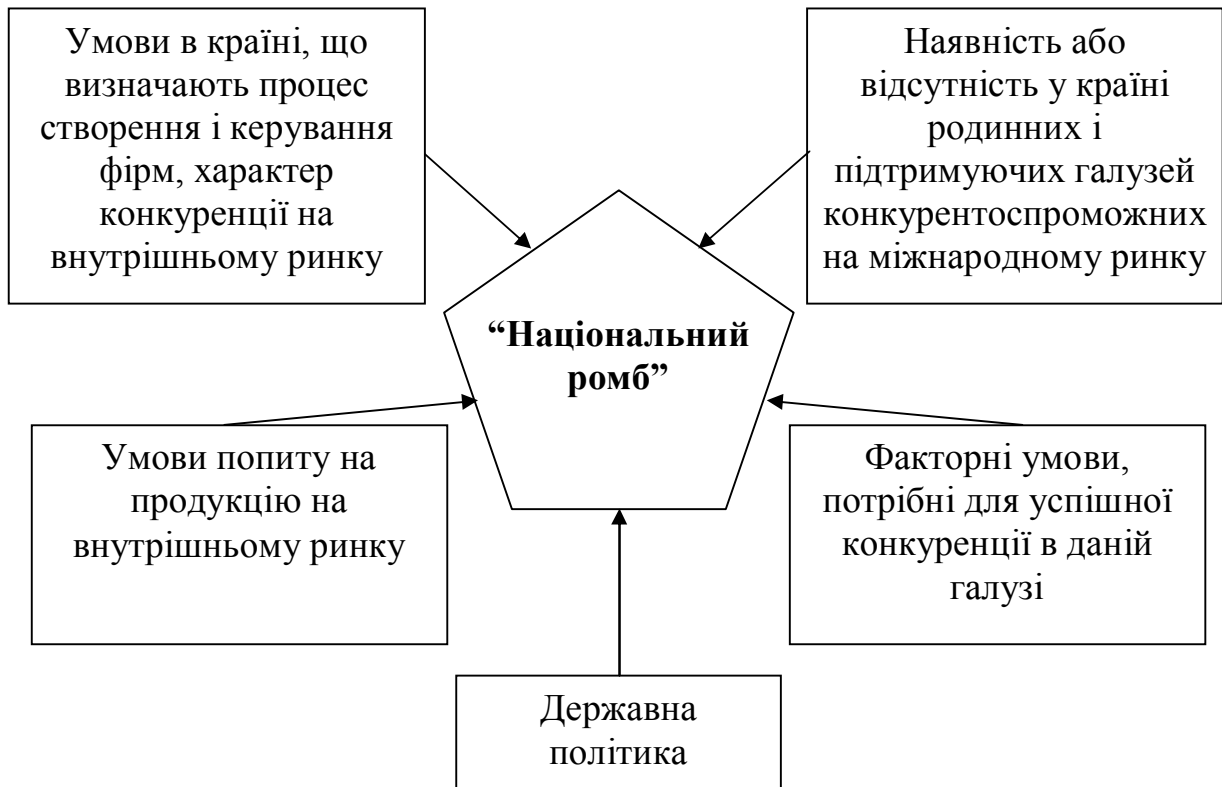 Умови в країні, що
визначають процес
створення і керування
фірм, характер
конкуренції на
внутрішньому ринку
Наявність або
відсутність у країні
родинних і
підтримуючих галузей
конкурентоспроможних
на міжнародному ринку
“Національний
ромб”
Умови попиту на
продукцію на
внутрішньому ринку
Факторні умови,
потрібні для успішної
конкуренції в даній
галузі
Державна
політика